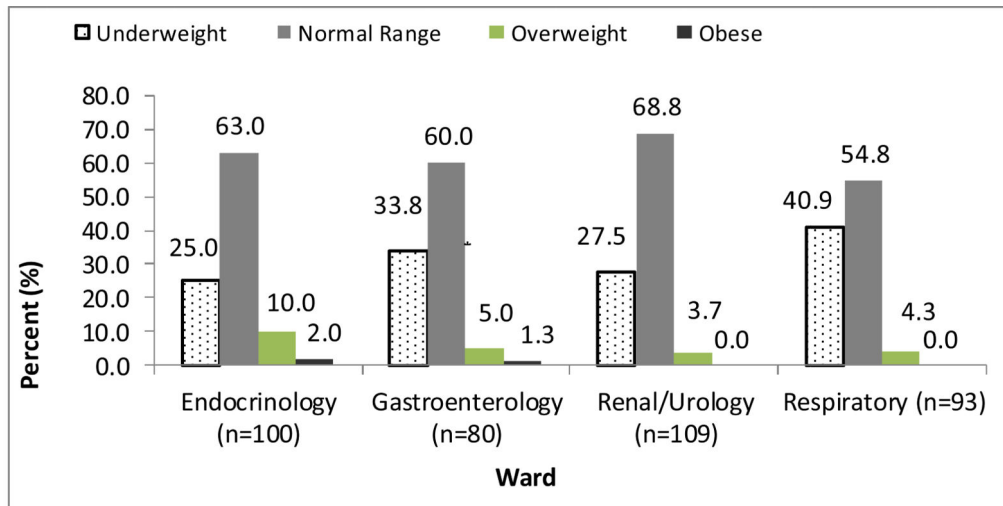 Underweight Normal Range Overweight Obese
80.0
70.0
60.0
50.0
40.0
30.0
20.0
10.0
0.0
Percent (%)
25.0 63.0 10.0 2.0
33.8 60.0 5.0 1.3
27.5 68.8 3.7 0.0
40.9 54.8 4.3 0.0
Endocrinology
(n=100)
Gastroenterology
(n=80)
Renal/Urology
(n=109)
Respiratory (n=93)
Ward